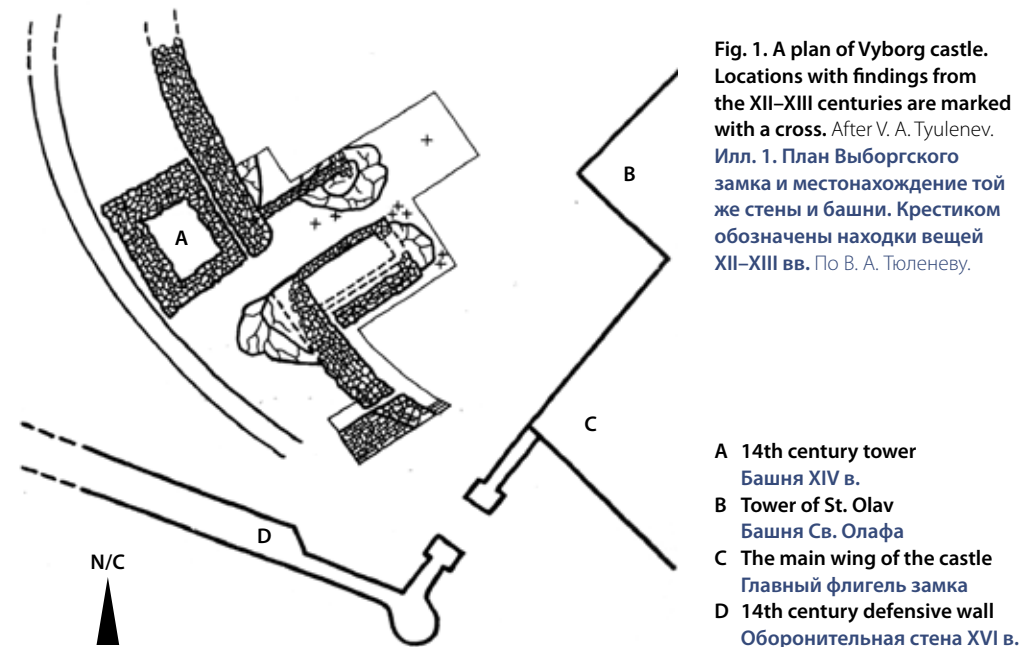 Fig. 1. A plan of Vyborg castle.
Locations with findings from
the XII–XIII centuries are marked
with a cross. After V. A. Tyulenev.
Илл. 1. План Выборгского
замка и местонахождение той
же стены и башни. Крестиком
обозначены находки вещей
XII–XIII вв. По В. А. Тюленеву.
A
B
C
D
N/C
A 14th century tower
Башня XIV в.
B Tower of St. Olav
Башня Св. Олафа
C The main wing of the castle
Главный флигель замка
D 14th century defensive wall
Оборонительная стена XVI в.